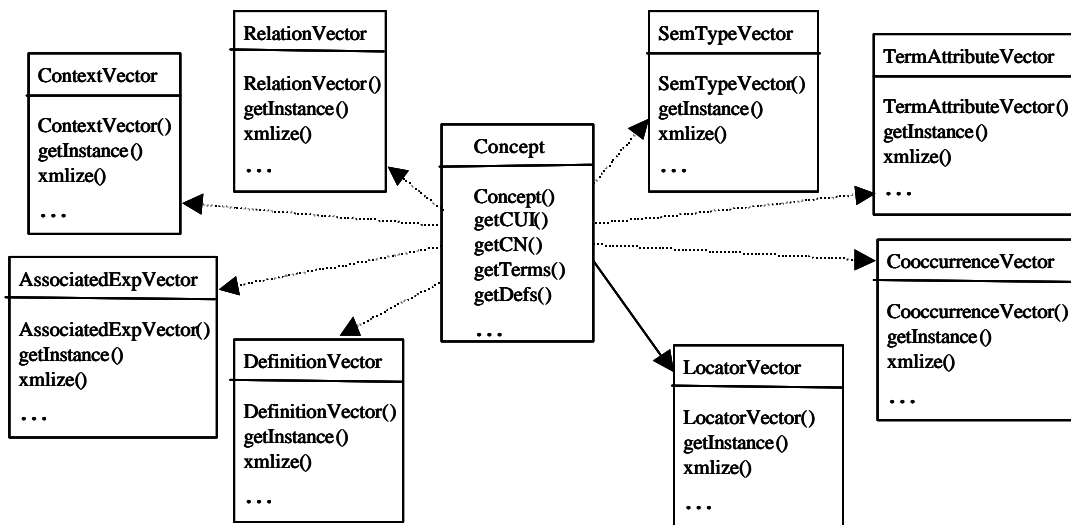 ContextVector
ContextVector()
getInstance()
xmlize()
...
RelationVector
RelationVector()
getInstance()
xmlize()
...
Concept
Concept()
getCUI()
getCN()
getTerms()
getDefs()
...
SemTypeVector
SemTypeVector()
getInstance()
xmlize()
...
TermAttributeVector
TermAttributeVector()
getInstance()
xmlize()
...
AssociatedExpVector
AssociatedExpVector()
getInstance()
xmlize()
...
DefinitionVector
DefinitionVector()
getInstance()
xmlize()
...
LocatorVector
LocatorVector()
getInstance()
xmlize()
...
CooccurrenceVector
CooccurrenceVector()
getInstance()
xmlize()
...